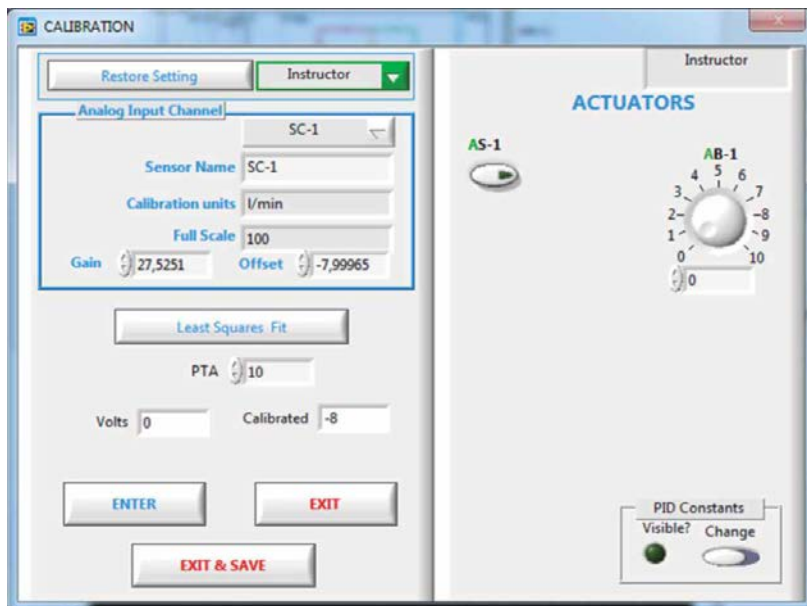 CALIBRATION
Restore Setting
Instructor
Analog Input Channel
SC-1
Sensor Name SC-1
Calibration units l/min
Full Scale 100
Gain 27,5251 Offset -7,99965
Least Squares Fit
PTA 10
Volts 0 Calibrated -8
ENTER EXIT
EXIT & SAVE
Instructor
ACTUATORS
AS-1
AB-1
0 1 2 3 4 5 6 7 8 9 10
0
PID Constants
Visible? Change